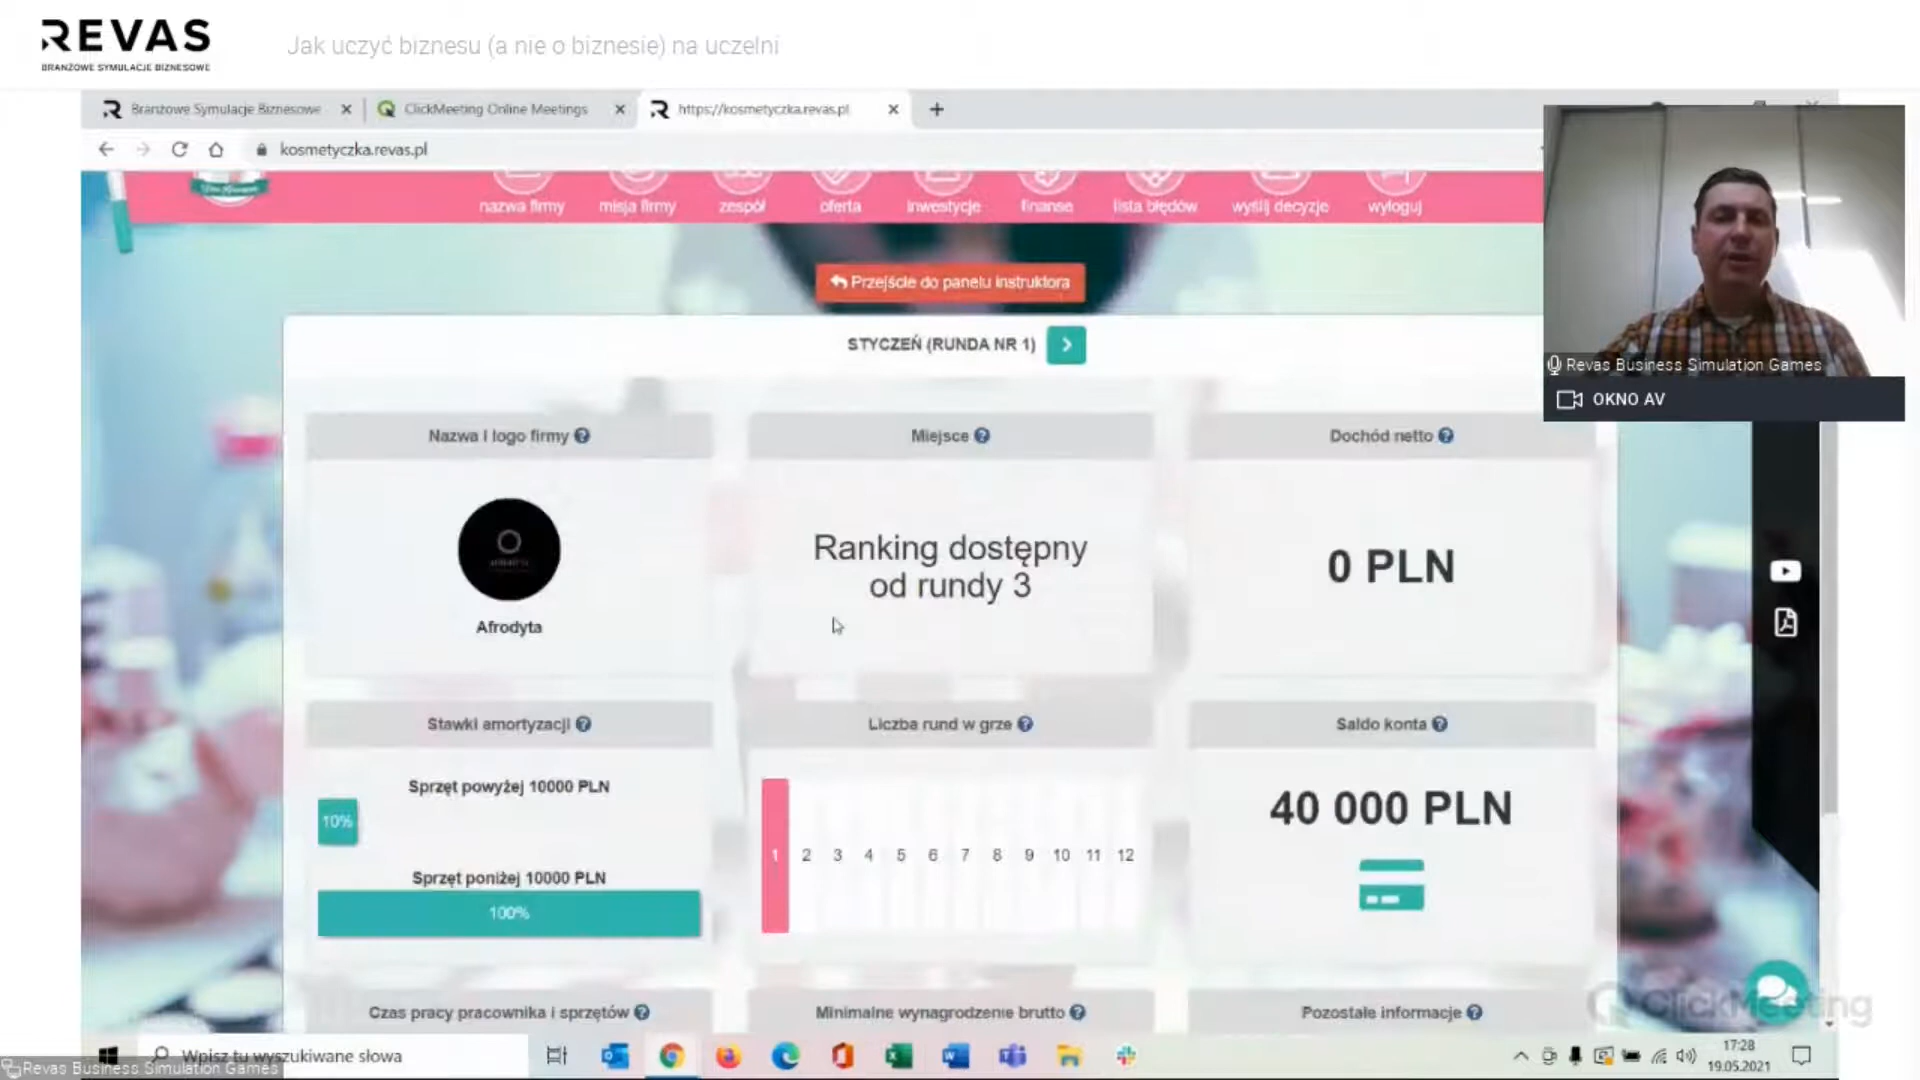 REVAS
BRANŻOWE SYMULACJE BIZNESOWE
Jak uczyć biznesu (a nie o biznesie) na uczelni
Branżowe Symulacje Biznesowe
ClickMeeting Online Meetings
https://kosmetyczka.revas.pl
kosmetyczka.revas.pl
nazwa firmy
misja firmy
zespół
oferta
inwestycje
finanse
lista błędów
wyślij decyzje
wyloguj
Przejście do panelu instruktora
Revas Business Simulation Games
OKNO AV
STYCZEŃ (RUNDA NR 1)
Nazwa i logo firmy
Miejsce
Dochód netto
Afrodyta
Ranking dostępny
od rundy 3
0 PLN
Stawki amortyzacji
Liczba rund w grze
Saldo konta
Sprzęt powyżej 10000 PLN
10%
Sprzęt poniżej 10000 PLN
100%
1 2 3 4 5 6 7 8 9 10 11 12
40 000 PLN
Czas pracy pracownika i sprzętów
Minimalne wynagrodzenie brutto
Pozostałe informacje
ClickMeeting
Wpisz tu wyszukiwane słowa
17:28
19.05.2021
Revas Business Simulation Games